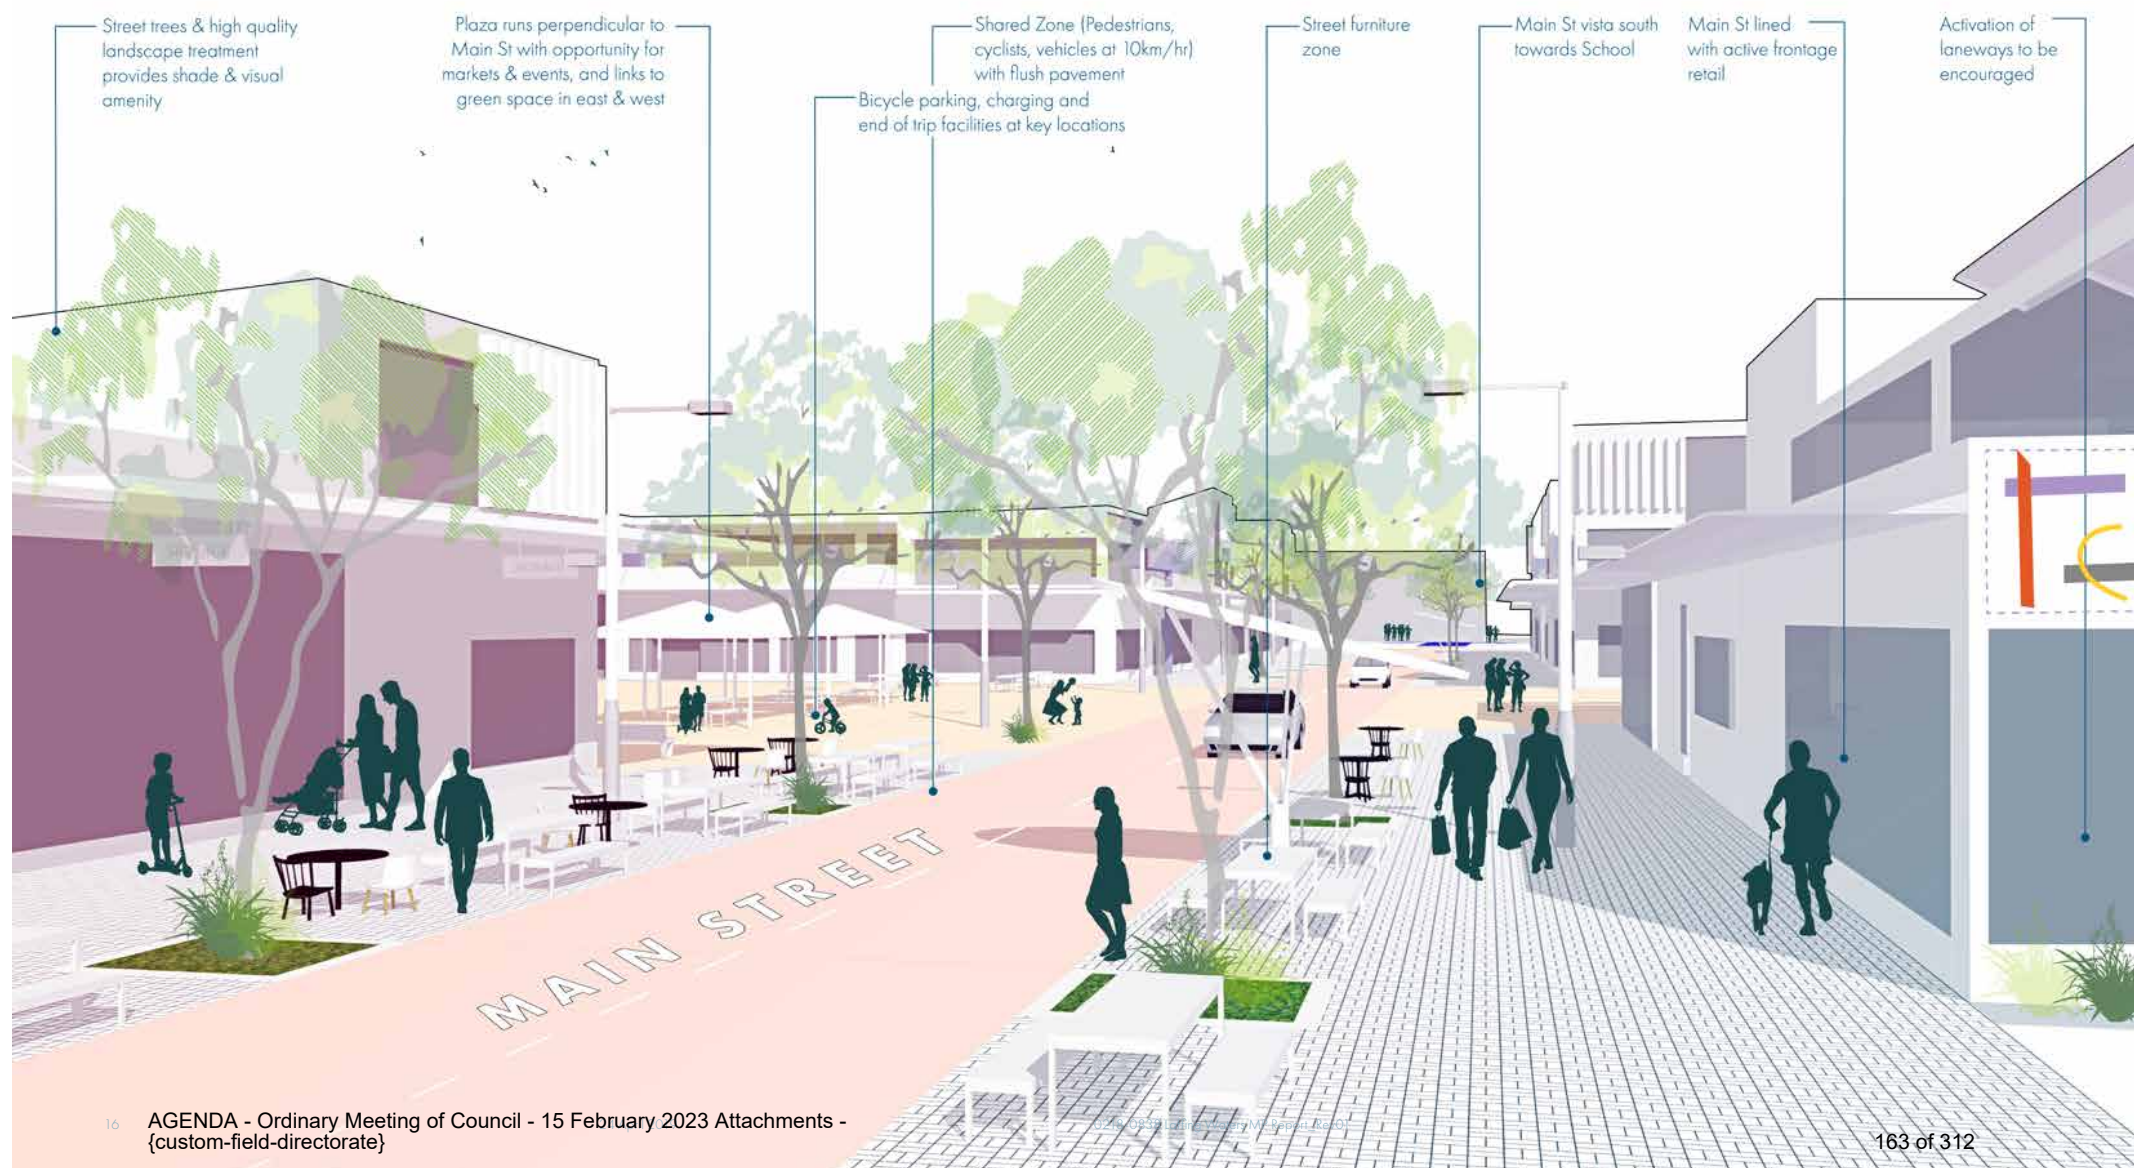 Street trees & high quality
landscape treatment
provides shade & visual
amenity
Plaza runs perpendicular to
Main St with opportunity for
markets & events, and links to
green space in east & west
Shared Zone (Pedestrians,
cyclists, vehicles at 10km/hr)
with flush pavement
Bicycle parking, charging and
end of trip facilities at key locations
Street furniture
zone
Main St vista south
towards School
Main St lined
with active frontage
retail
Activation of
laneways to be
encouraged
MAIN STREET
16
AGENDA - Ordinary Meeting of Council - 15 February 2023 Attachments -
{custom-field-directorate}
163 of 312